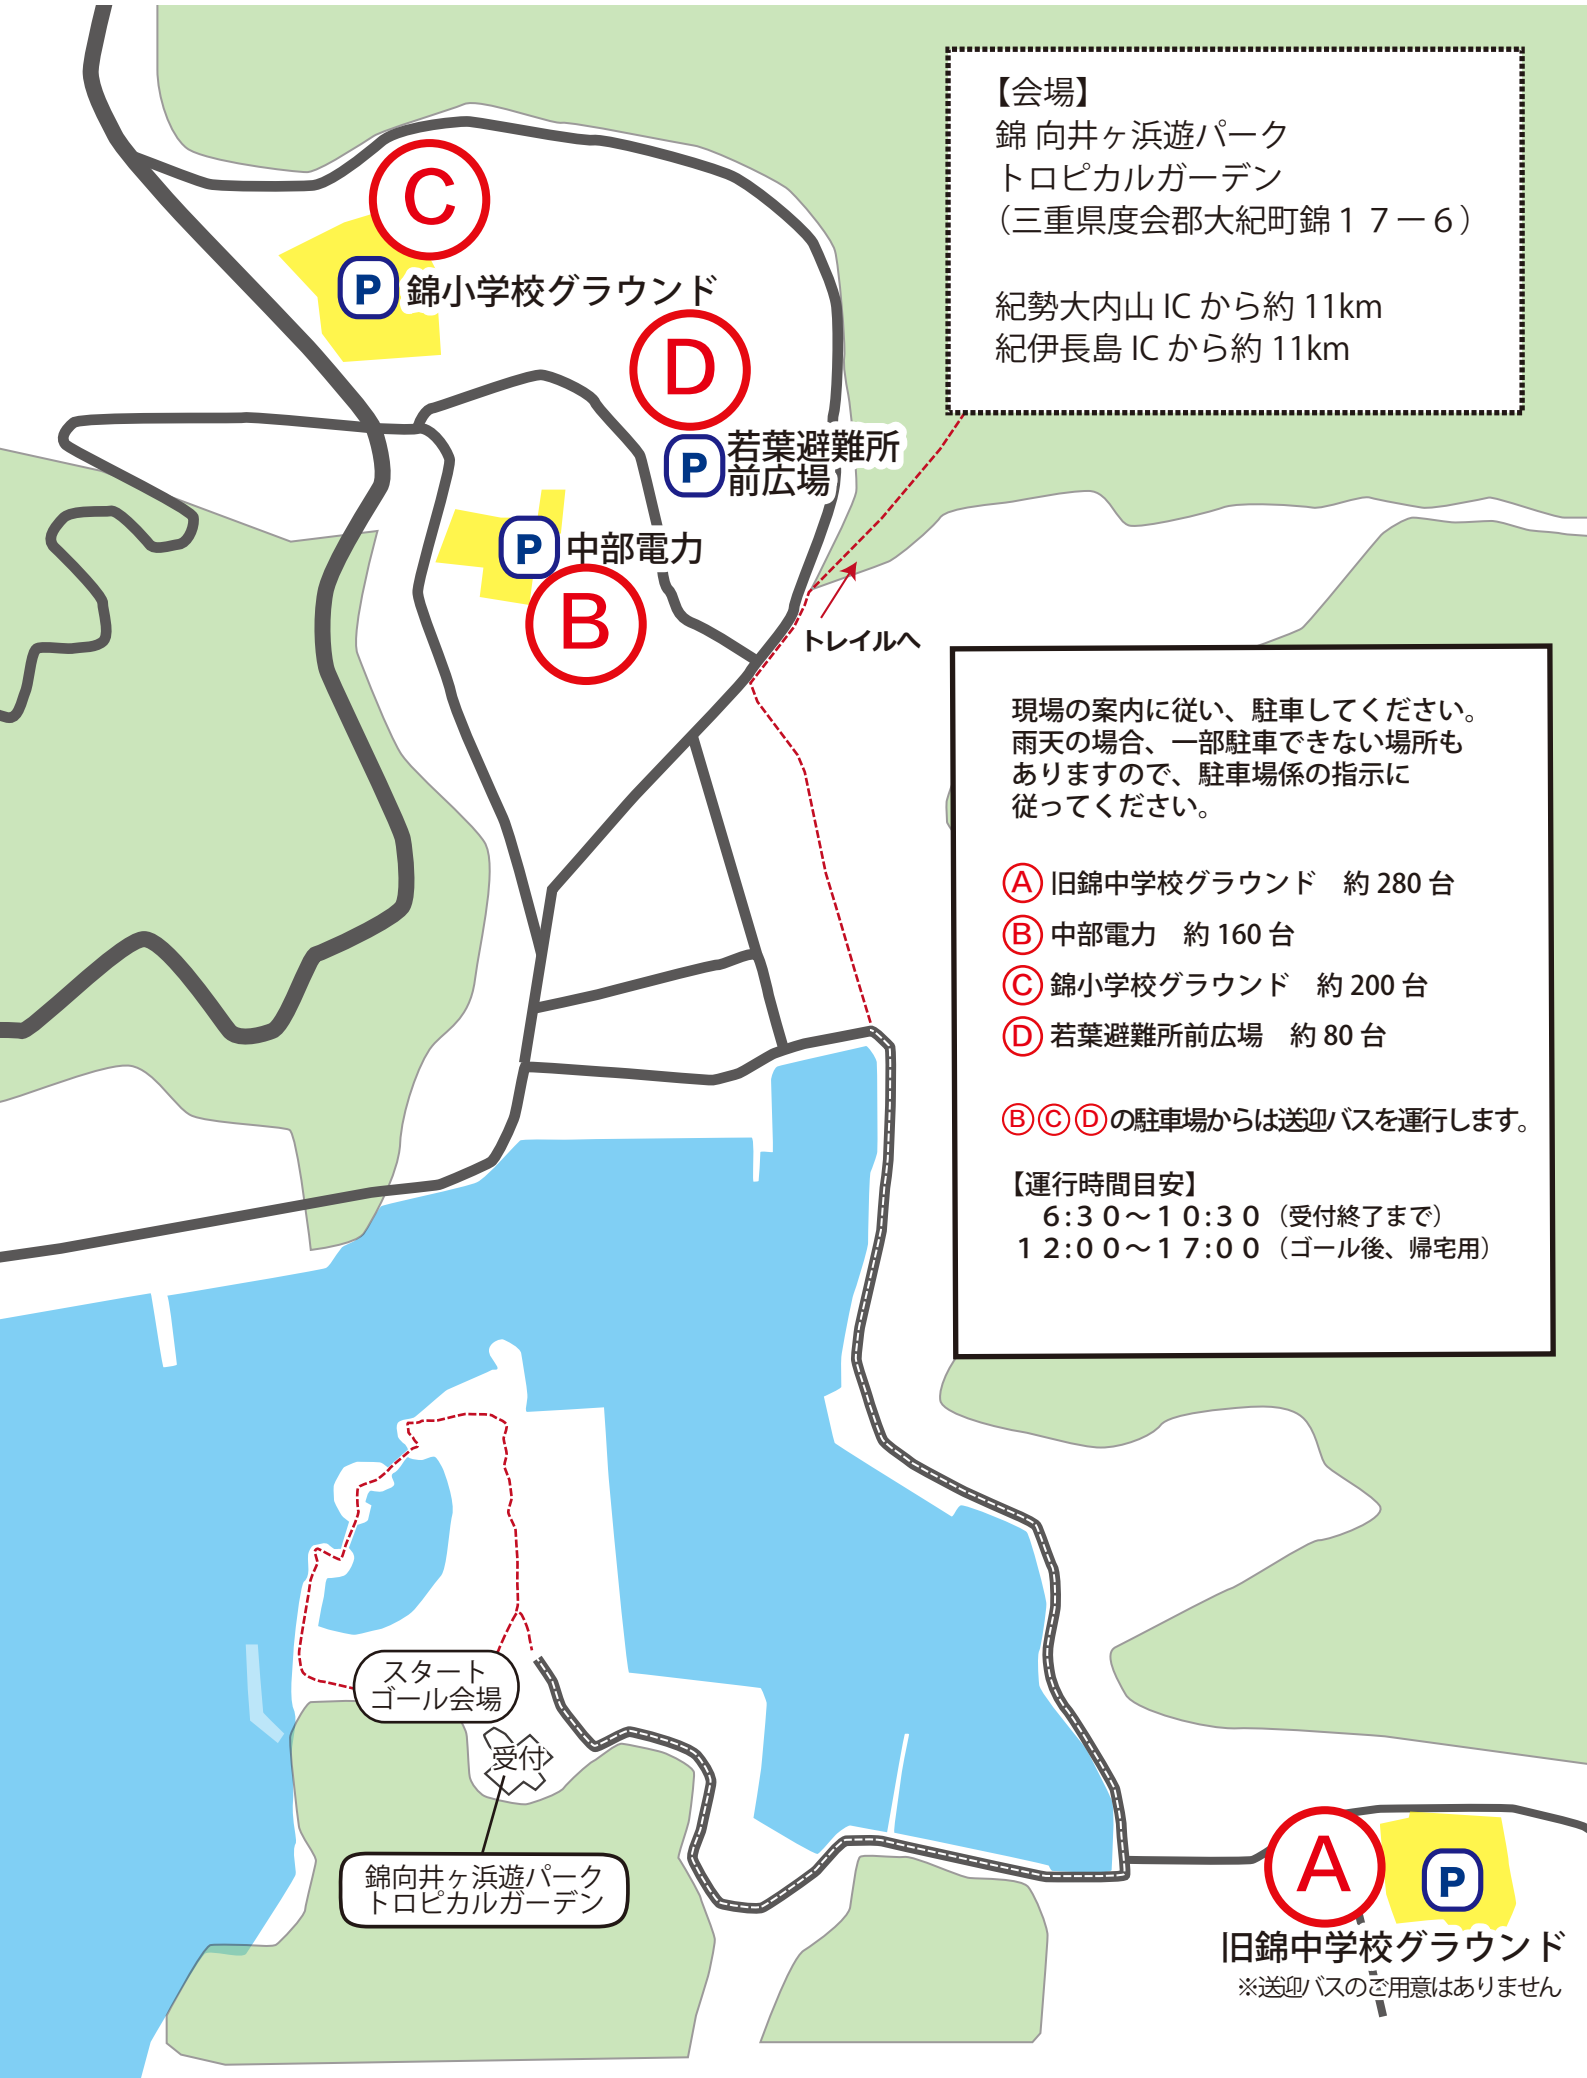 【会場】
錦 向井ヶ浜遊パーク
トロピカルガーデン
（三重県度会郡大紀町錦１７－６）
紀勢大内山 IC から約 11km
紀伊長島 IC から約 11km
C
P 錦小学校グラウンド
D
P 若葉避難所
前広場
P 中部電力
B
トレイルへ
現場の案内に従い、駐車してください。
雨天の場合、一部駐車できない場所も
ありますので、駐車場係の指示に
従ってください。
Ⓐ 旧錦中学校グラウンド　約 280 台
Ⓑ 中部電力　約 160 台
Ⓒ 錦小学校グラウンド　約 200 台
Ⓓ 若葉避難所前広場　約 80 台
ⒷⒸⒹの駐車場からは送迎バスを運行します。
【運行時間目安】
６:３０～１０:３０（受付終了まで）
１２:００～１７:００（ゴール後、帰宅用）
スタート
ゴール会場
受付
錦向井ヶ浜遊パーク
トロピカルガーデン
A
P
旧錦中学校グラウンド
※送迎バスのご用意はありません